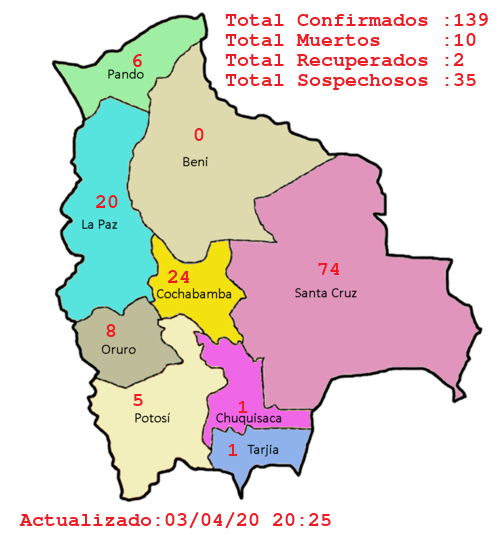 Total Confirmados :139
Total Muertos :10
Total Recuperados :2
Total Sospechosos :35
6
Pando
0
Beni
20
La Paz
24
Cochabamba
74
Santa Cruz
8
Oruro
5
Potosí
1
Chuquisaca
1 Tarjia
Actualizado:03/04/20 20:25